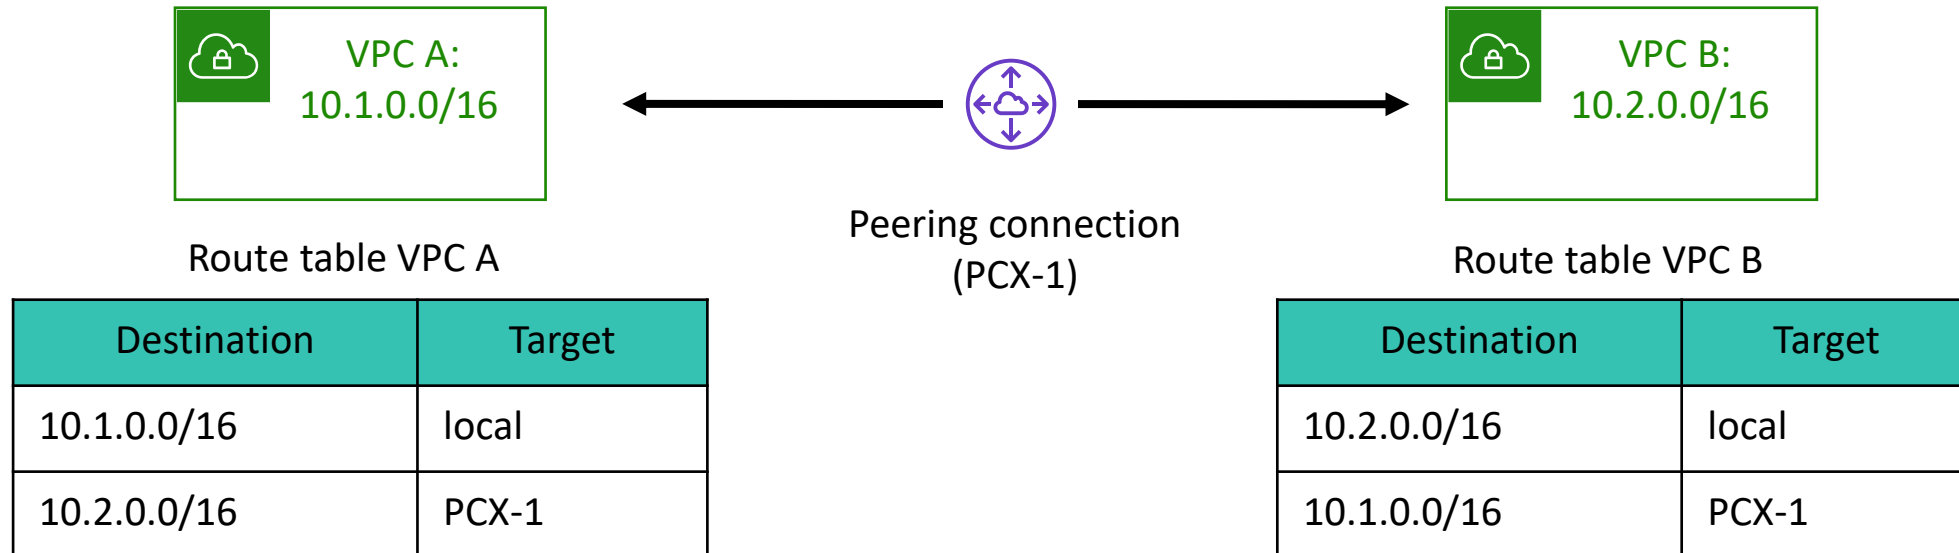 VPC A:
10.1.0.0/16
VPC B:
10.2.0.0/16
Peering connection
(PCX-1)
Route table VPC A
Destination Target
10.1.0.0/16 local
10.2.0.0/16 PCX-1
Route table VPC B
Destination Target
10.2.0.0/16 local
10.1.0.0/16 PCX-1